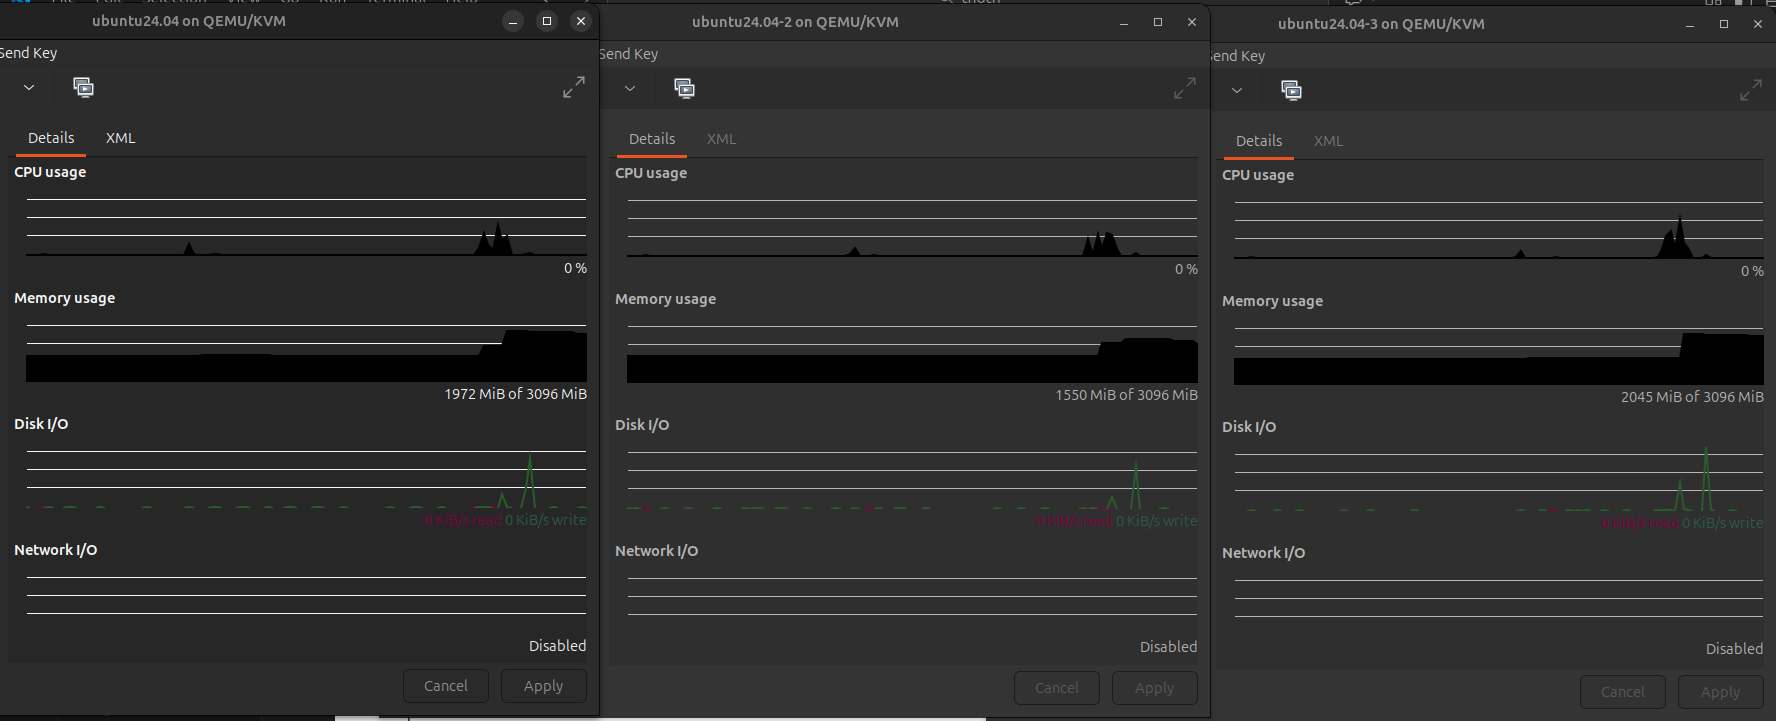 ubuntu24.04 on QEMU/KVM
Send Key
Details XML
CPU usage
0 %
Memory usage
1972 MiB of 3096 MiB
Disk I/O
0 KiB/s read 0 KiB/s write
Network I/O
Disabled
Cancel Apply
ubuntu24.04-2 on QEMU/KVM
Send Key
Details XML
CPU usage
0 %
Memory usage
1550 MiB of 3096 MiB
Disk I/O
0 KiB/s read 0 KiB/s write
Network I/O
Disabled
Cancel Apply
ubuntu24.04-3 on QEMU/KVM
Send Key
Details XML
CPU usage
0 %
Memory usage
2045 MiB of 3096 MiB
Disk I/O
0 KiB/s read 0 KiB/s write
Network I/O
Disabled
Cancel Apply